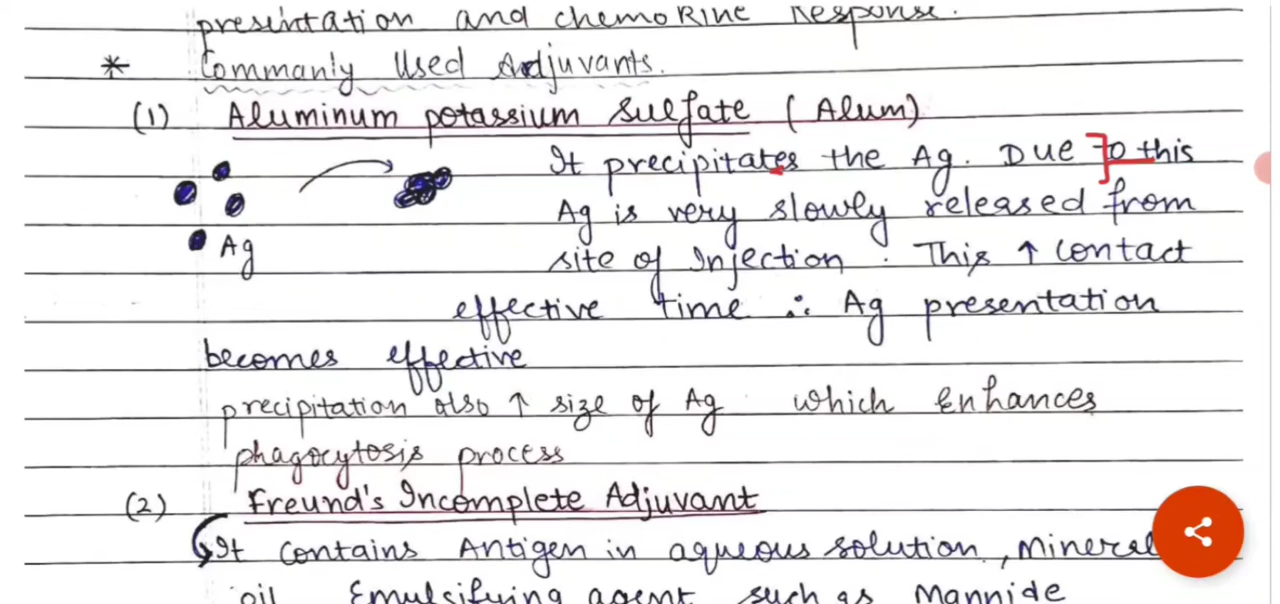 presentation and chemokine Response.
* Commanly Used Adjuvants.
(1) Aluminum potassium sulfate (Alum)
It precipitates the Ag. Due to this
Ag is very slowly released from
Ag
site of Injection. This ↑ contact
effective time ∴ Ag presentation
becomes effective
precipitation also ↑ size of Ag which enhances
phagocytosis process
(2) Freund's Incomplete Adjuvant
It contains Antigen in aqueous solution, Mineral
oil Emulsifying agent such as Mannide